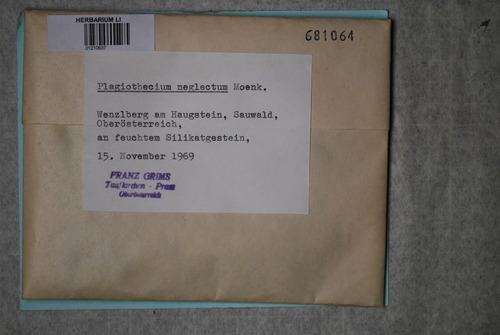 HERBARIUM LI
681064
Plagiothecium neglectum Moenk.
Wenzlberg am Haugstein, Sauwald,
Oberösterreich,
an feuchtem Silikatgestein,
15. November 1969
FRANZ GRIMS
Taufkirchen - Pram
Oberösterreich